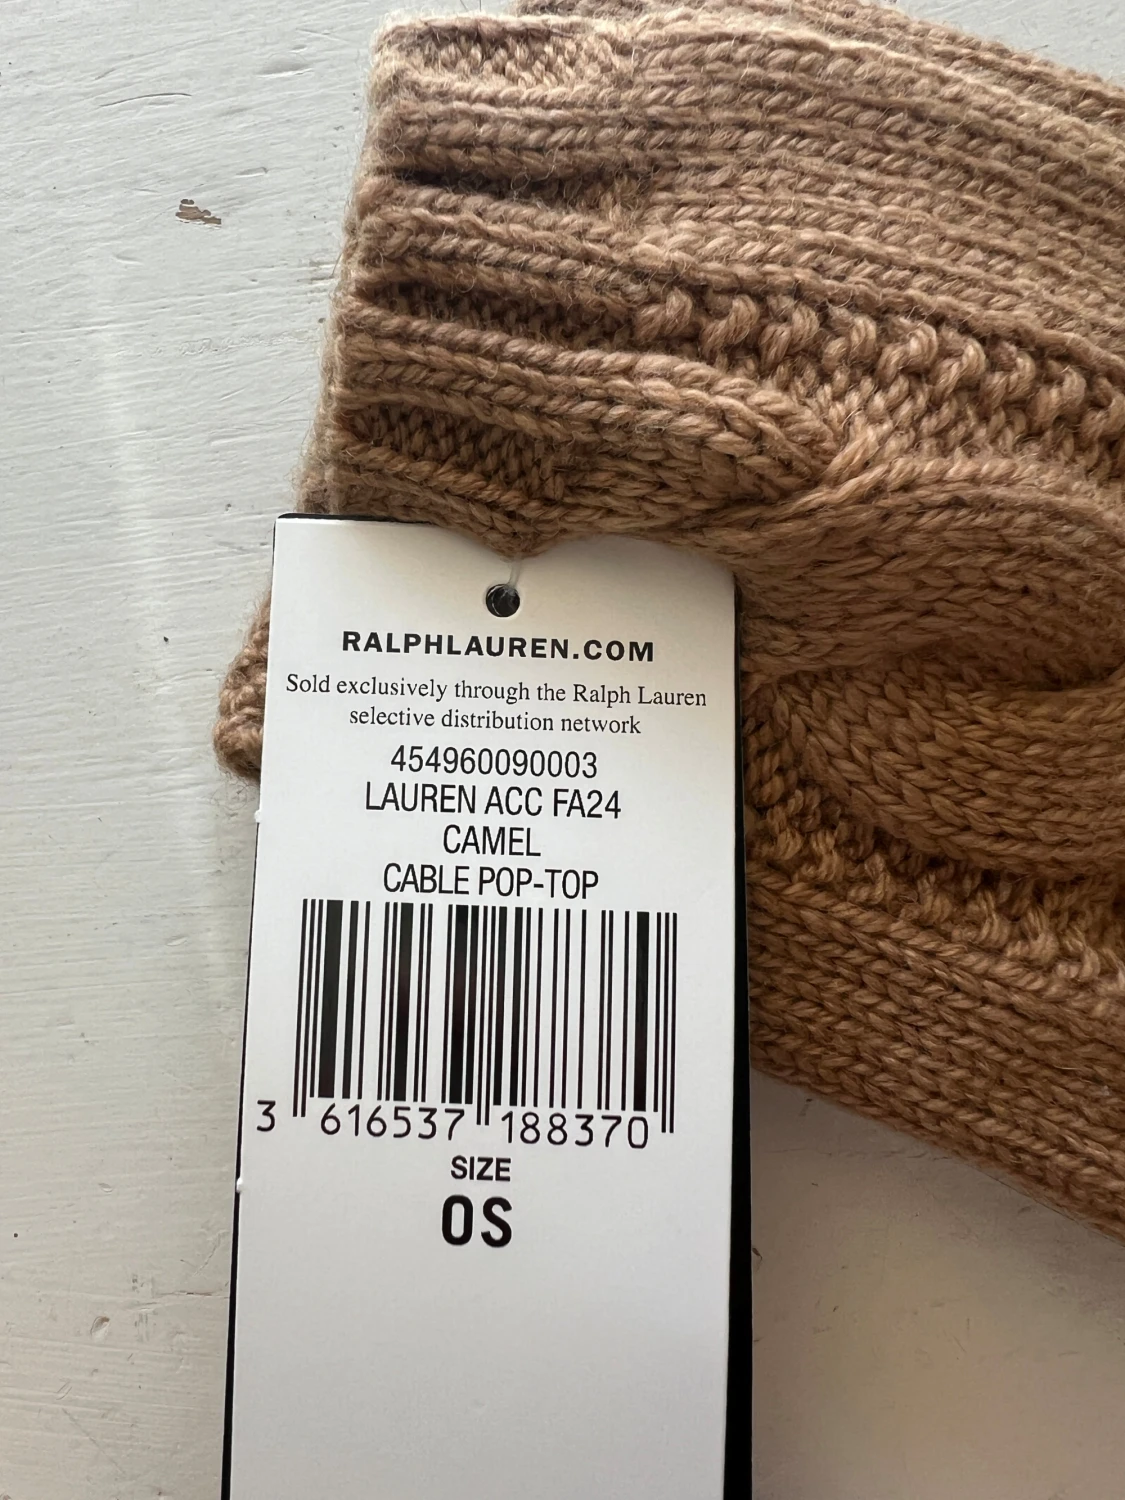 RALPHLAUREN.COM
Sold exclusively through the Ralph Lauren
selective distribution network
454960090003
LAUREN ACC FA24
CAMEL
CABLE POP-TOP
3 616537 188370
SIZE
OS